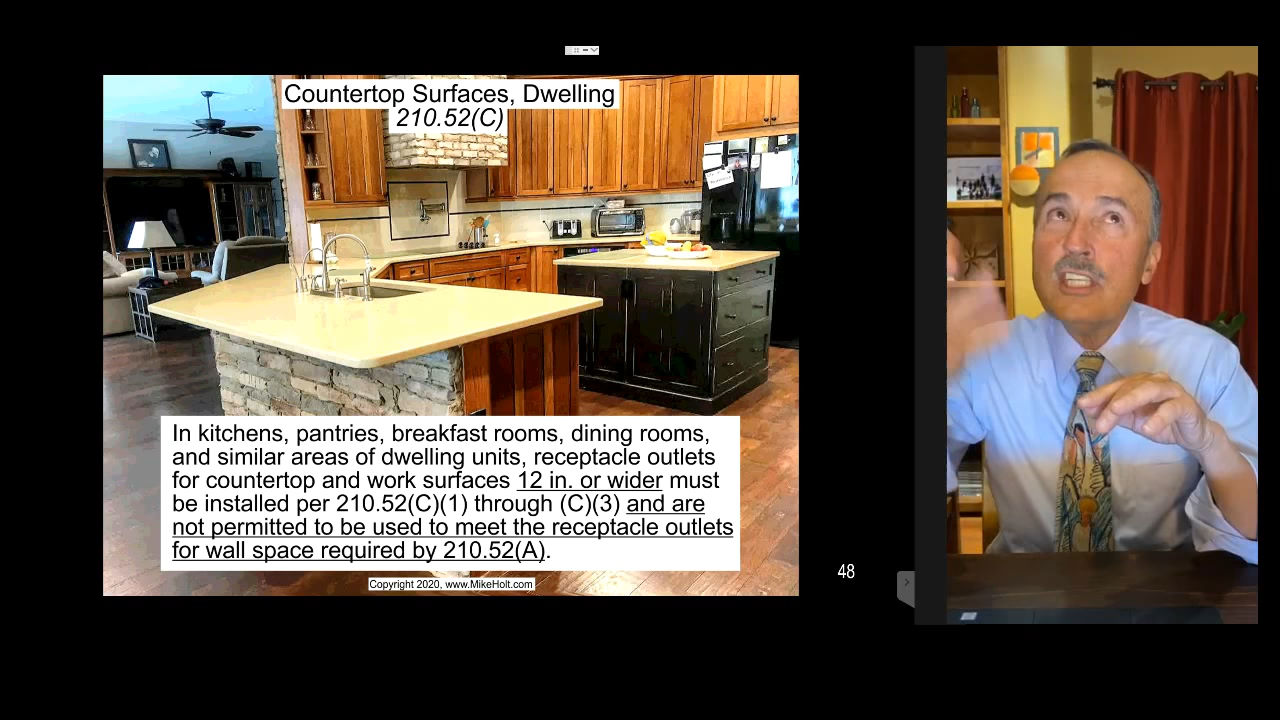 Countertop Surfaces, Dwelling
210.52(C)
In kitchens, pantries, breakfast rooms, dining rooms,
and similar areas of dwelling units, receptacle outlets
for countertop and work surfaces 12 in. or wider must
be installed per 210.52(C)(1) through (C)(3) and are
not permitted to be used to meet the receptacle outlets
for wall space required by 210.52(A).
Copyright 2020, www.MikeHolt.com
48